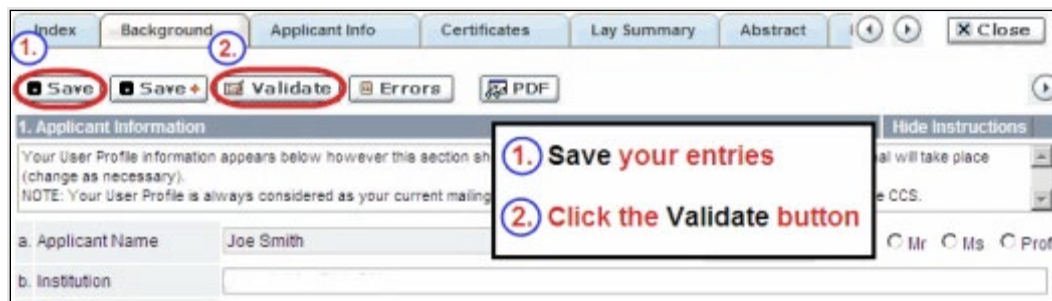 Index Background Applicant Info Certificates Lay Summary Abstract Close
1. 2.
Save Save+ Validate Errors PDF
1. Applicant Information Hide Instructions
Your User Profile information appears below however this section sh al will take place
(change as necessary).
NOTE: Your User Profile is always considered as your current mailing e CCS.
1. Save your entries
2. Click the Validate button
a. Applicant Name Joe Smith Mr Ms Prof
b. Institution